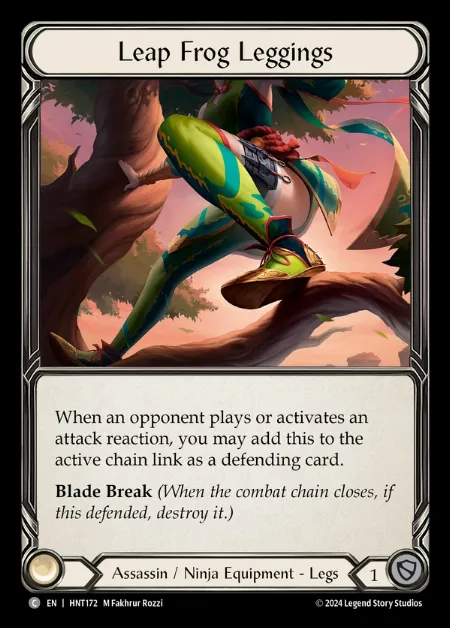 Leap Frog Leggings
When an opponent plays or activates an
attack reaction, you may add this to the
active chain link as a defending card.
Blade Break (When the combat chain closes, if
this defended, destroy it.)
Assassin / Ninja Equipment - Legs
1
C EN | HNT172 M Fakhrur Rozzi
© 2024 Legend Story Studios